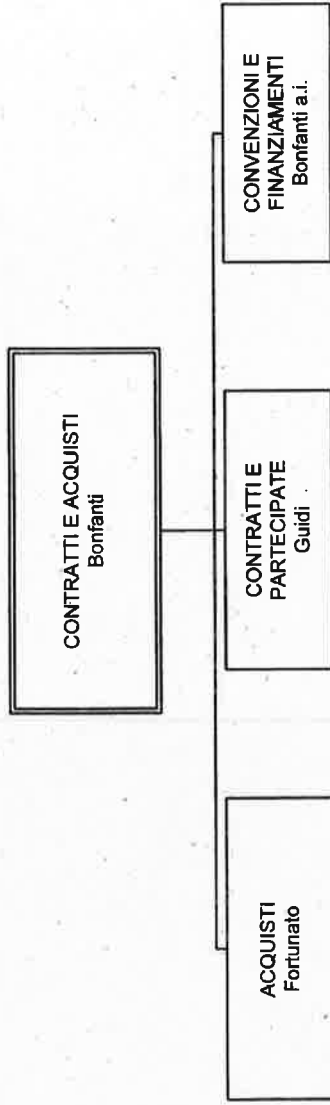 CONTRATTI E ACQUISTI
Bonfanti
ACQUISTI
Fortunato
CONTRATTI E
PARTECIPATE
Guidi
CONVENZIONI E
FINANZIAMENTI
Bonfanti a.i.